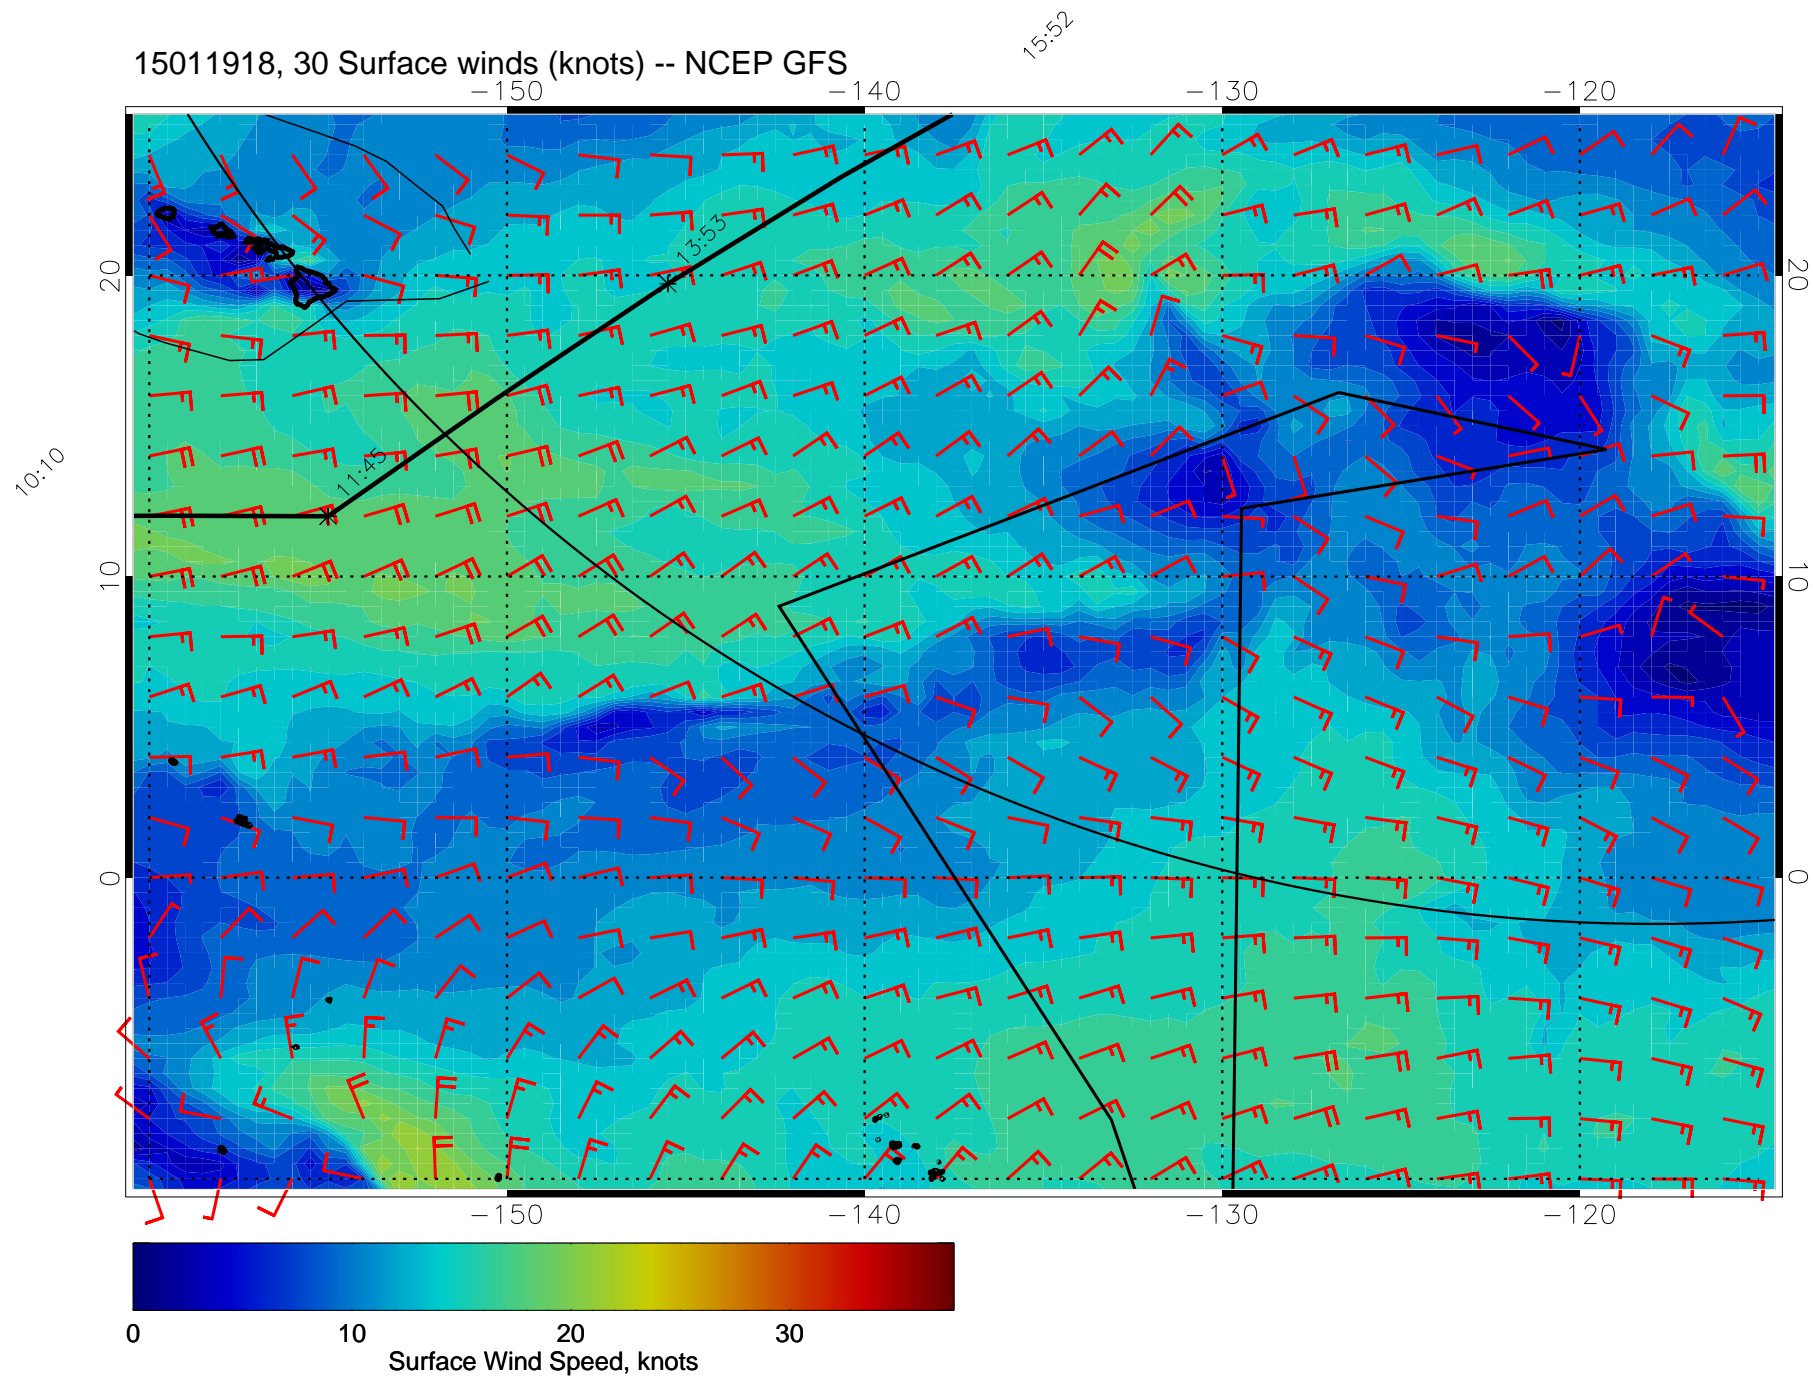 15:52
15011918, 30 Surface winds (knots) -- NCEP GFS
-150 -140 -130 -120
13:53
20 20
11:45
10:10
10 10
0 0
-150 -140 -130 -120
0 10 20 30
Surface Wind Speed, knots